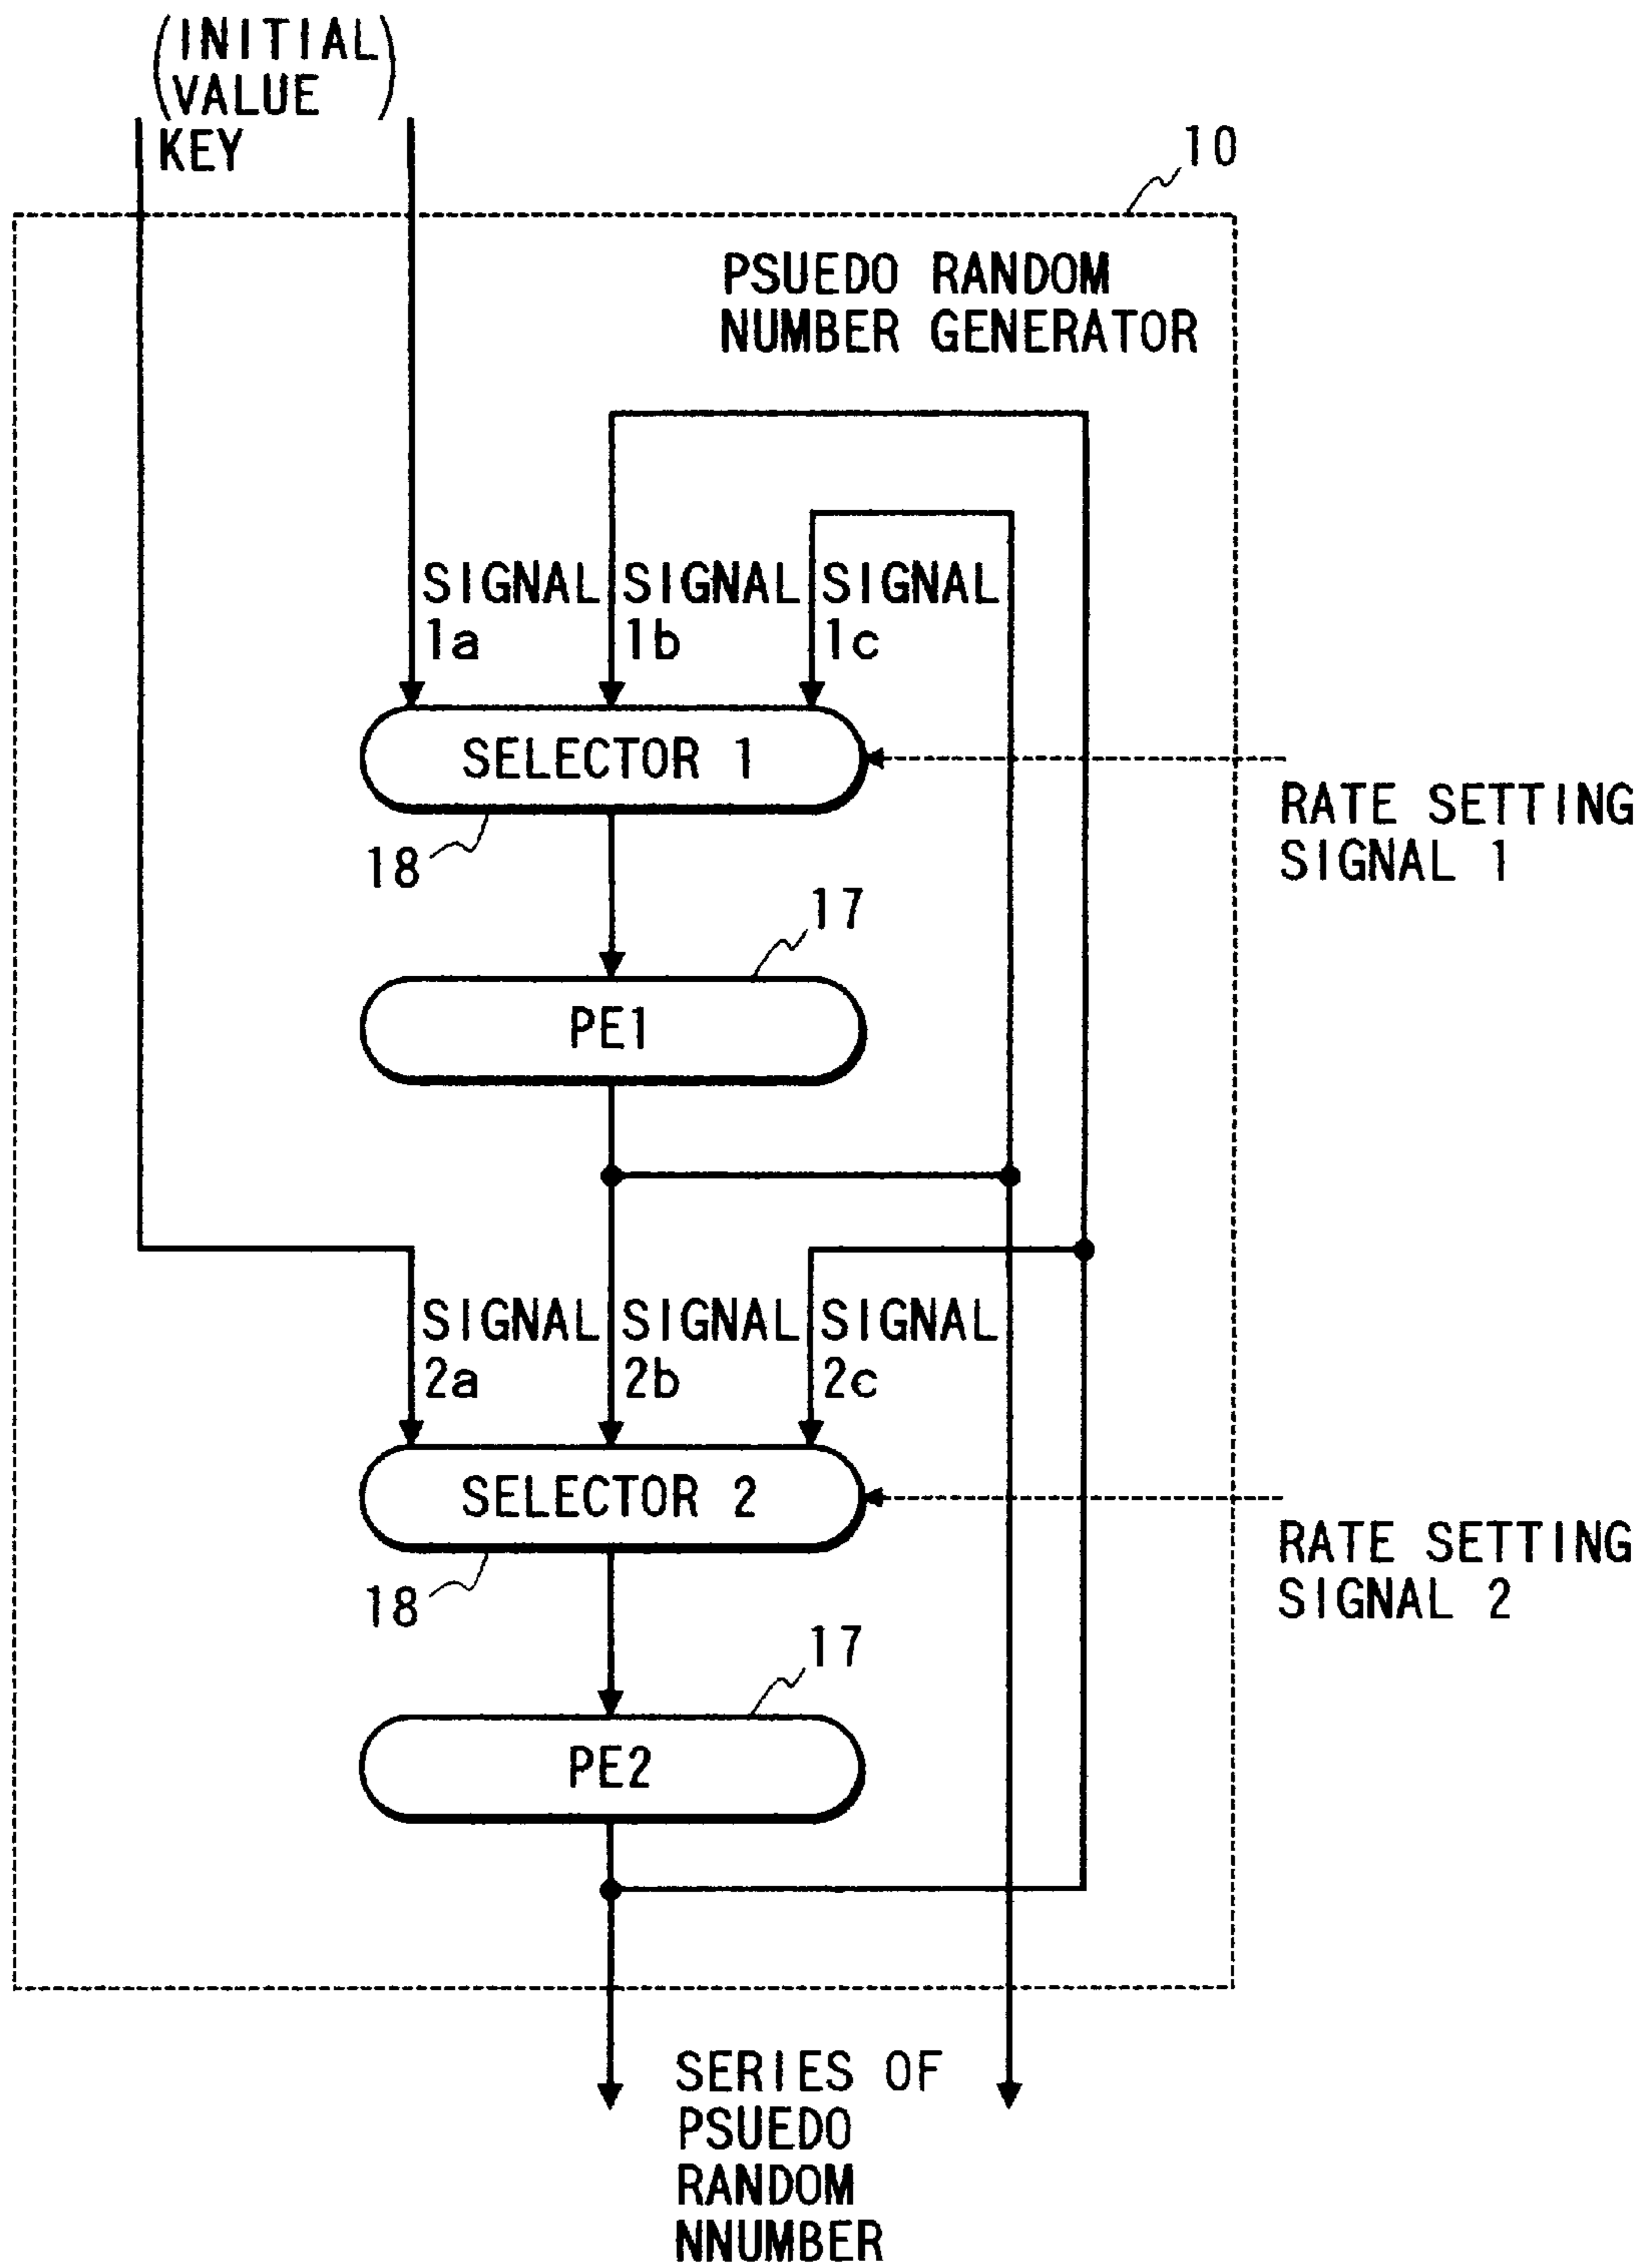 (INITIAL)
(VALUE )
KEY
10
PSUEDO RANDOM
NUMBER GENERATOR
SIGNAL SIGNAL SIGNAL
1a 1b 1c
SELECTOR 1
RATE SETTING
SIGNAL 1
18
17
PE1
SIGNAL SIGNAL SIGNAL
2a 2b 2c
SELECTOR 2
RATE SETTING
SIGNAL 2
18
17
PE2
SERIES OF
PSUEDO
RANDOM
NNUMBER